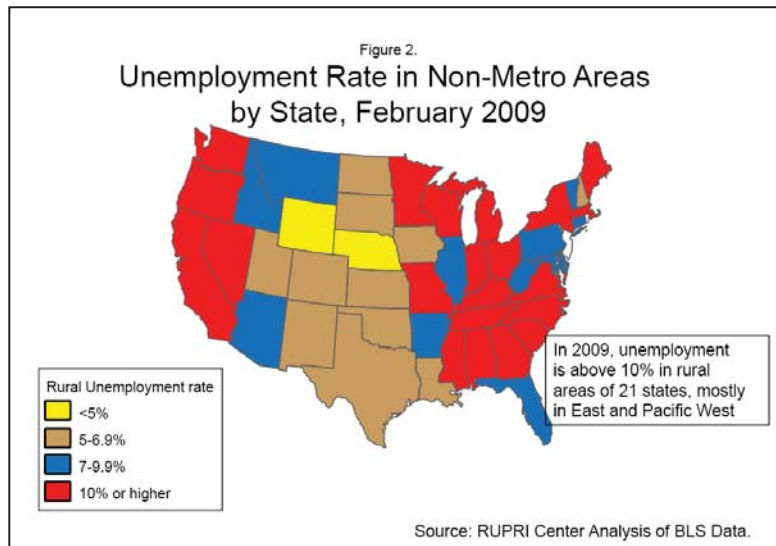 Figure 2.
Unemployment Rate in Non-Metro Areas
by State, February 2009
In 2009, unemployment
is above 10% in rural
areas of 21 states, mostly
in East and Pacific West
Rural Unemployment rate
<5%
5-6.9%
7-9.9%
10% or higher
Source: RUPRI Center Analysis of BLS Data.